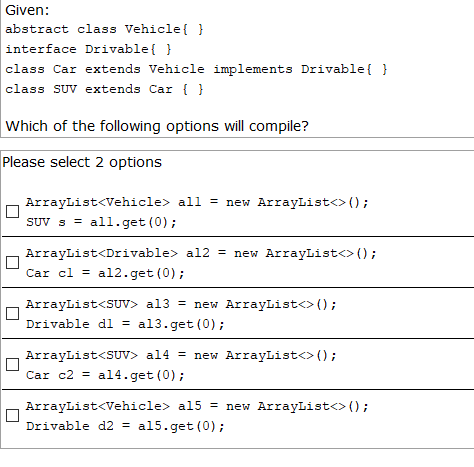 Given:
abstract class Vehicle{ }
interface Drivable{ }
class Car extends Vehicle implements Drivable{ }
class SUV extends Car { }
Which of the following options will compile?
Please select 2 options
ArrayList<Vehicle> al1 = new ArrayList<>();
SUV s = al1.get(0);
ArrayList<Drivable> al2 = new ArrayList<>();
Car c1 = al2.get(0);
ArrayList<SUV> al3 = new ArrayList<>();
Drivable d1 = al3.get(0);
ArrayList<SUV> al4 = new ArrayList<>();
Car c2 = al4.get(0);
ArrayList<Vehicle> al5 = new ArrayList<>();
Drivable d2 = al5.get(0);